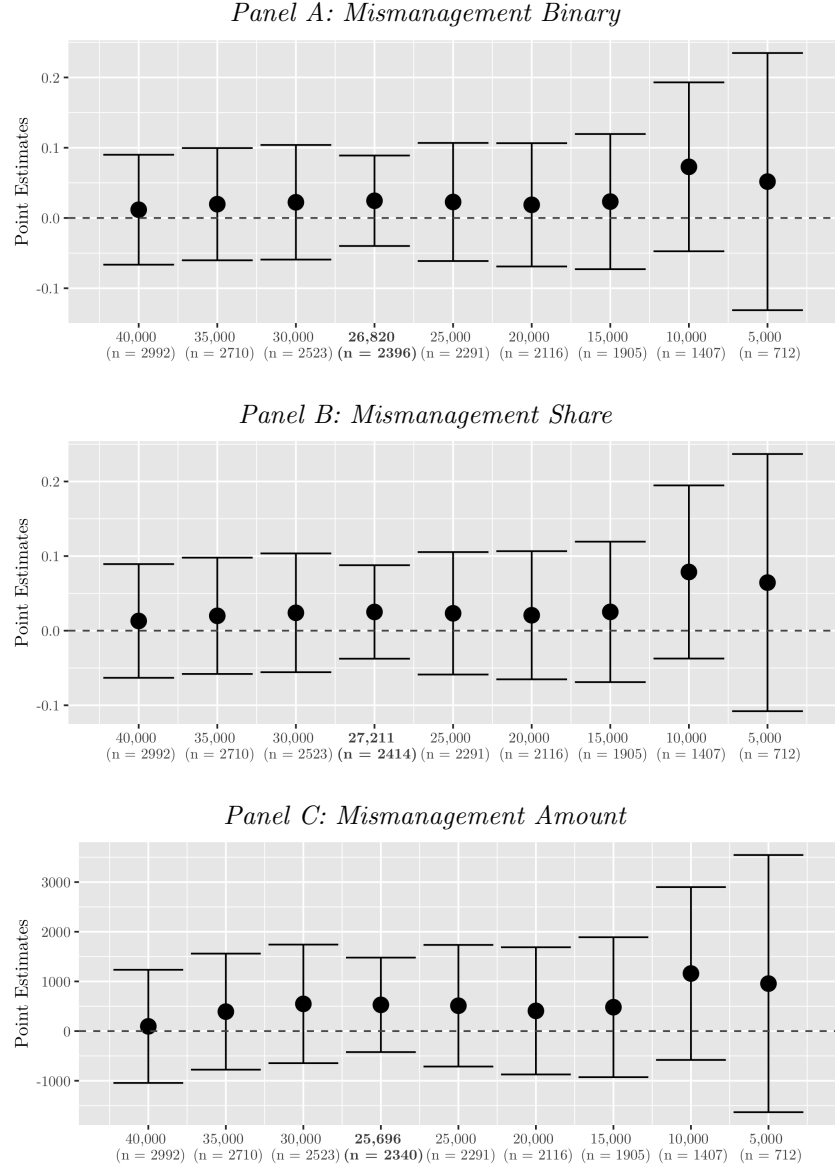 Panel A: Mismanagement Binary
Point Estimates
0.2
0.1
0.0
-0.1
40,000 35,000 30,000 26,820 25,000 20,000 15,000 10,000 5,000
(n = 2992) (n = 2710) (n = 2523) (n = 2396) (n = 2291) (n = 2116) (n = 1905) (n = 1407) (n = 712)
Panel B: Mismanagement Share
Point Estimates
0.2
0.1
0.0
-0.1
40,000 35,000 30,000 27,211 25,000 20,000 15,000 10,000 5,000
(n = 2992) (n = 2710) (n = 2523) (n = 2414) (n = 2291) (n = 2116) (n = 1905) (n = 1407) (n = 712)
Panel C: Mismanagement Amount
Point Estimates
3000
2000
1000
0
-1000
40,000 35,000 30,000 25,696 25,000 20,000 15,000 10,000 5,000
(n = 2992) (n = 2710) (n = 2523) (n = 2340) (n = 2291) (n = 2116) (n = 1905) (n = 1407) (n = 712)